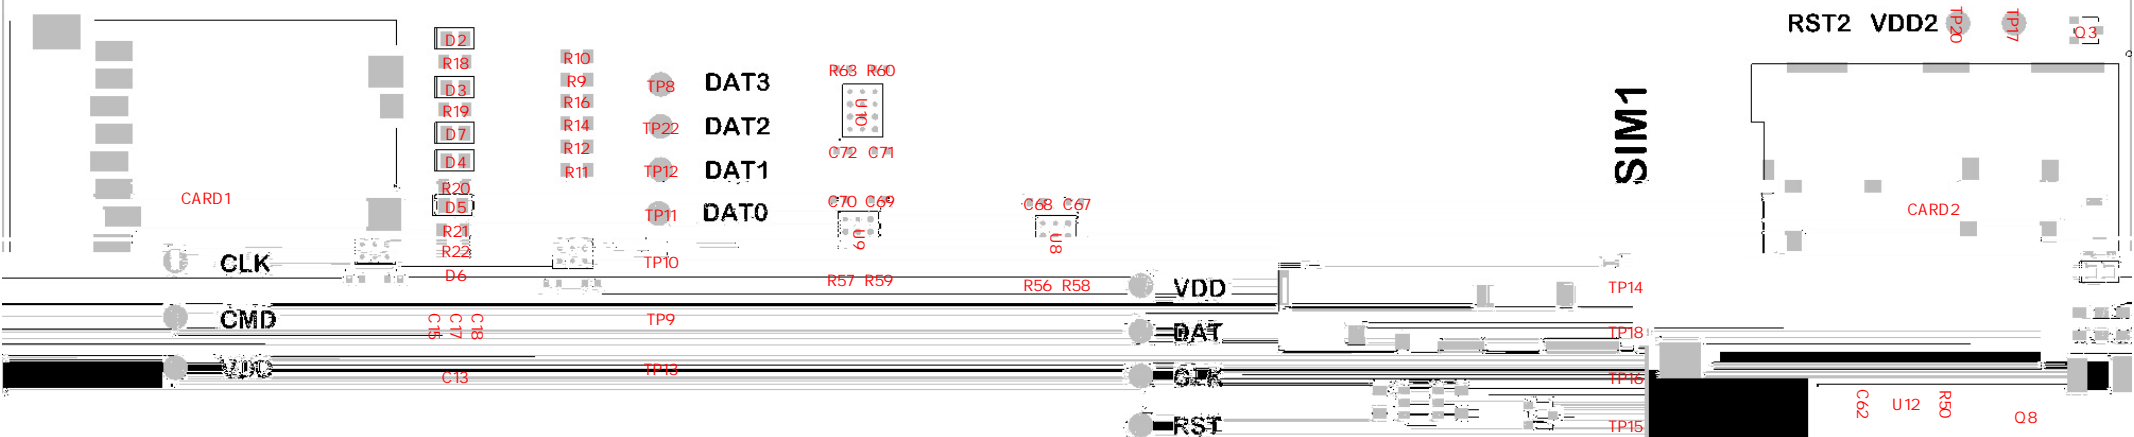 RST2 VDD2 TP20 TP17 Q3
D2
R18
D3
R19
D7
D4
R20
D5
R21
R22
D6
R10
R9
R16
R14
R12
R11
TP8 DAT3
TP22 DAT2
TP12 DAT1
TP11 DAT0
R63 R60
U10
C72 C71
C70 C69
U9
C68 C67
U8
SIM1
CARD1
CARD2
CLK
TP10
R57 R59
R56 R58
VDD
TP14
CMD
C15 C17 C18
TP9
DAT
TP18
C13
TP13
CLK
TP16
RST
TP15
C62 U12 R50 Q8